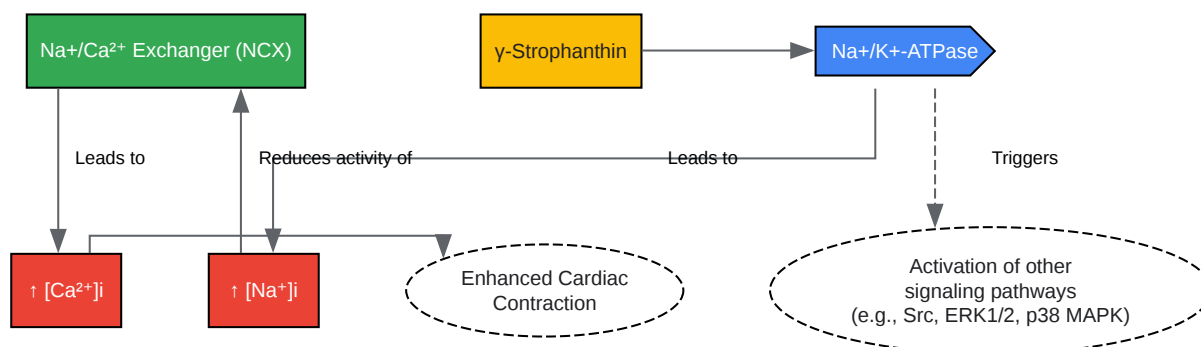 Na+/Ca²⁺ Exchanger (NCX)
γ-Strophanthin
Na+/K+-ATPase
Leads to
Reduces activity of
Leads to
Triggers
↑ [Ca²⁺]i
↑ [Na⁺]i
Enhanced Cardiac
Contraction
Activation of other
signaling pathways
(e.g., Src, ERK1/2, p38 MAPK)